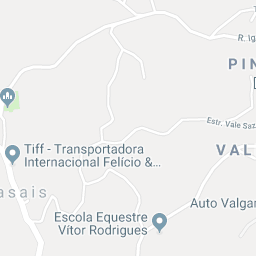 R. Ig
PIN
Estr. Vale Saz
Tiff - Transportadora
Internacional Felício &...
VAL
asais
Auto Valgar
Escola Equestre
Vítor Rodrigues